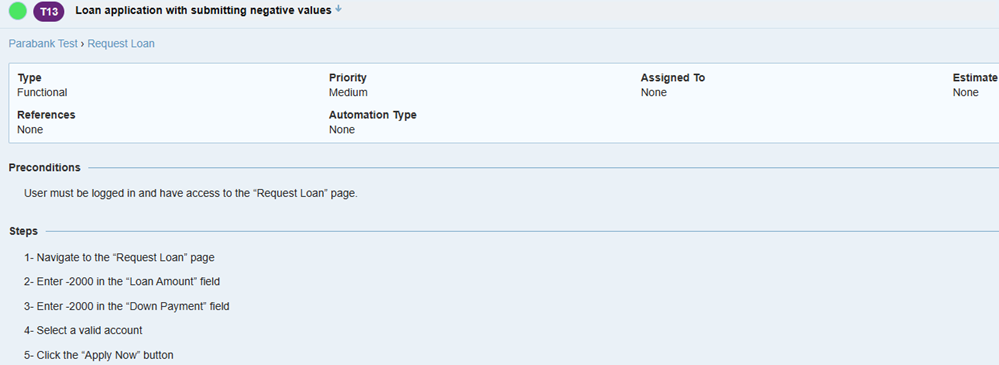 T13 Loan application with submitting negative values
Parabank Test › Request Loan
Type Priority Assigned To Estimate
Functional Medium None None
References Automation Type
None None
Preconditions
User must be logged in and have access to the “Request Loan” page.
Steps
1- Navigate to the “Request Loan” page
2- Enter -2000 in the “Loan Amount” field
3- Enter -2000 in the “Down Payment” field
4- Select a valid account
5- Click the “Apply Now” button